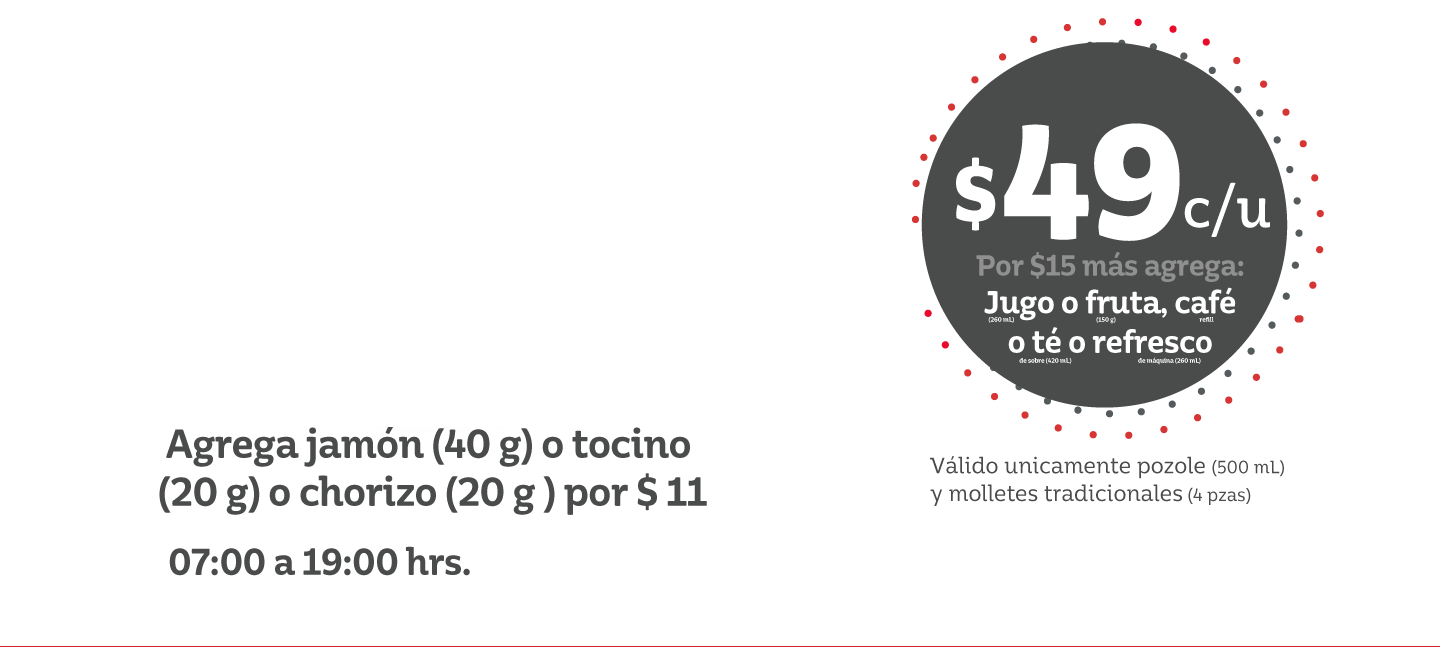 $49 c/u
Por $15 más agrega:
Jugo o fruta, café
(260 mL) (150 g) refill
o té o refresco
de sobre (420 mL) de máquina (260 mL)
Agrega jamón (40 g) o tocino
(20 g) o chorizo (20 g ) por $ 11
07:00 a 19:00 hrs.
Válido unicamente pozole (500 mL)
y molletes tradicionales (4 pzas)